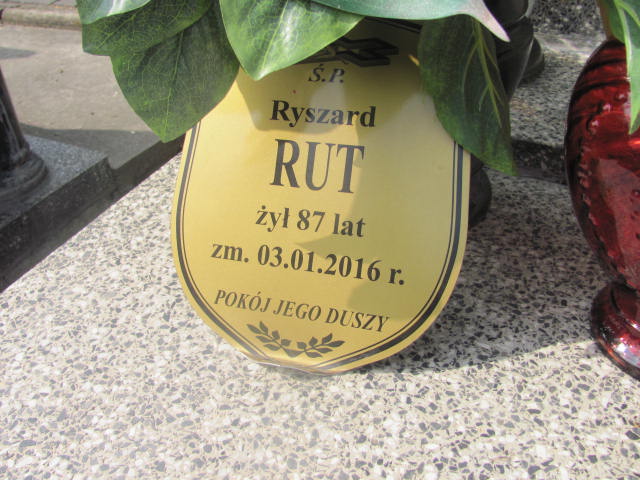 Ś.P.
Ryszard
RUT
żył 87 lat
zm. 03.01.2016 r.
POKÓJ JEGO DUSZY